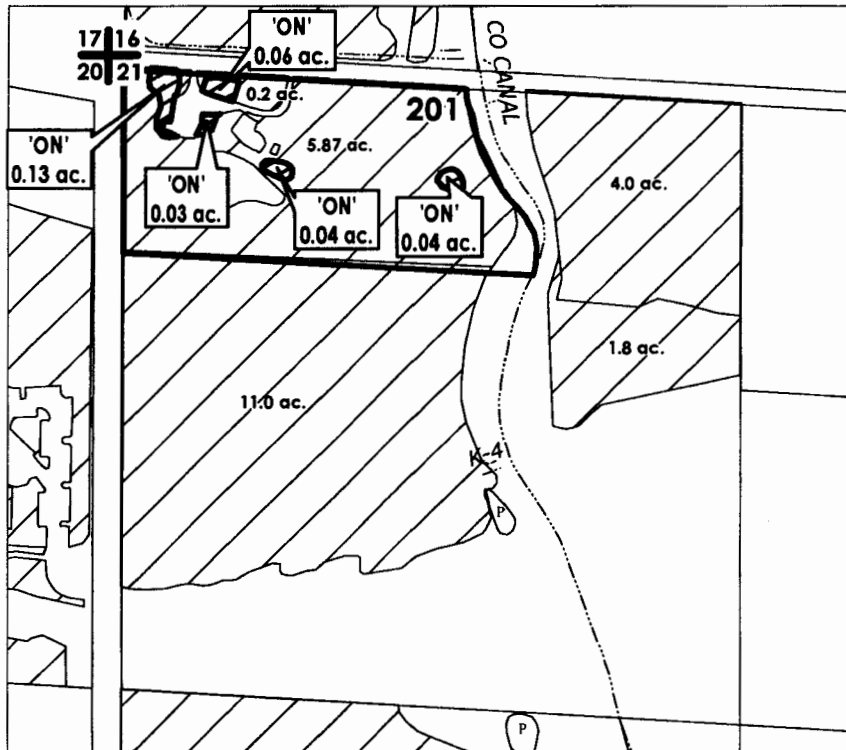 17 16
20 21
'ON'
0.06 ac.
CO CANAL
0.2 ac.
201
5.87 ac.
'ON'
0.13 ac.
'ON'
0.03 ac.
'ON'
0.04 ac.
'ON'
0.04 ac.
4.0 ac.
1.8 ac.
11.0 ac.
K-4
P
P